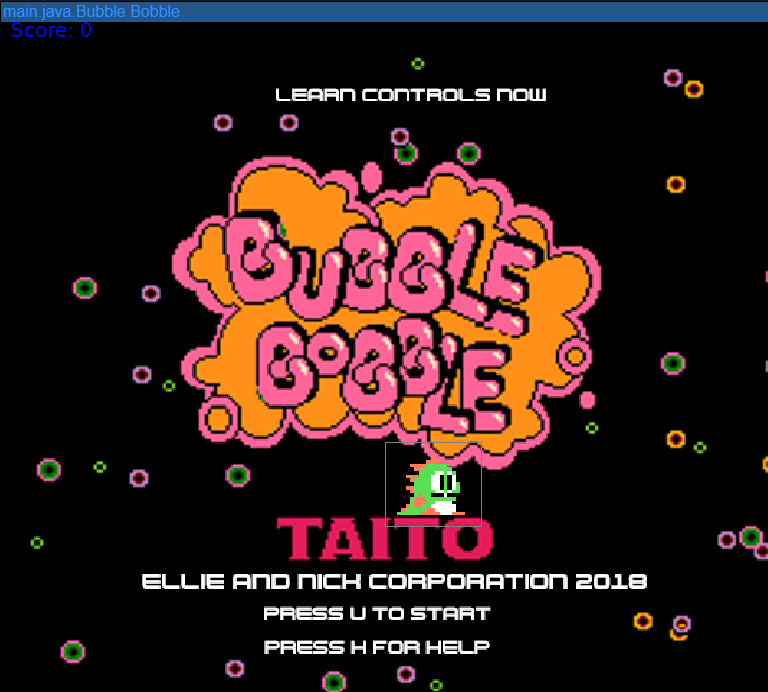 main.java.Bubble Bobble
Score: 0
LEARN CONTROLS NOW
BUBBLE
BOBBLE
TAITO
ELLIE AND NICK CORPORATION 2018
PRESS U TO START
PRESS H FOR HELP